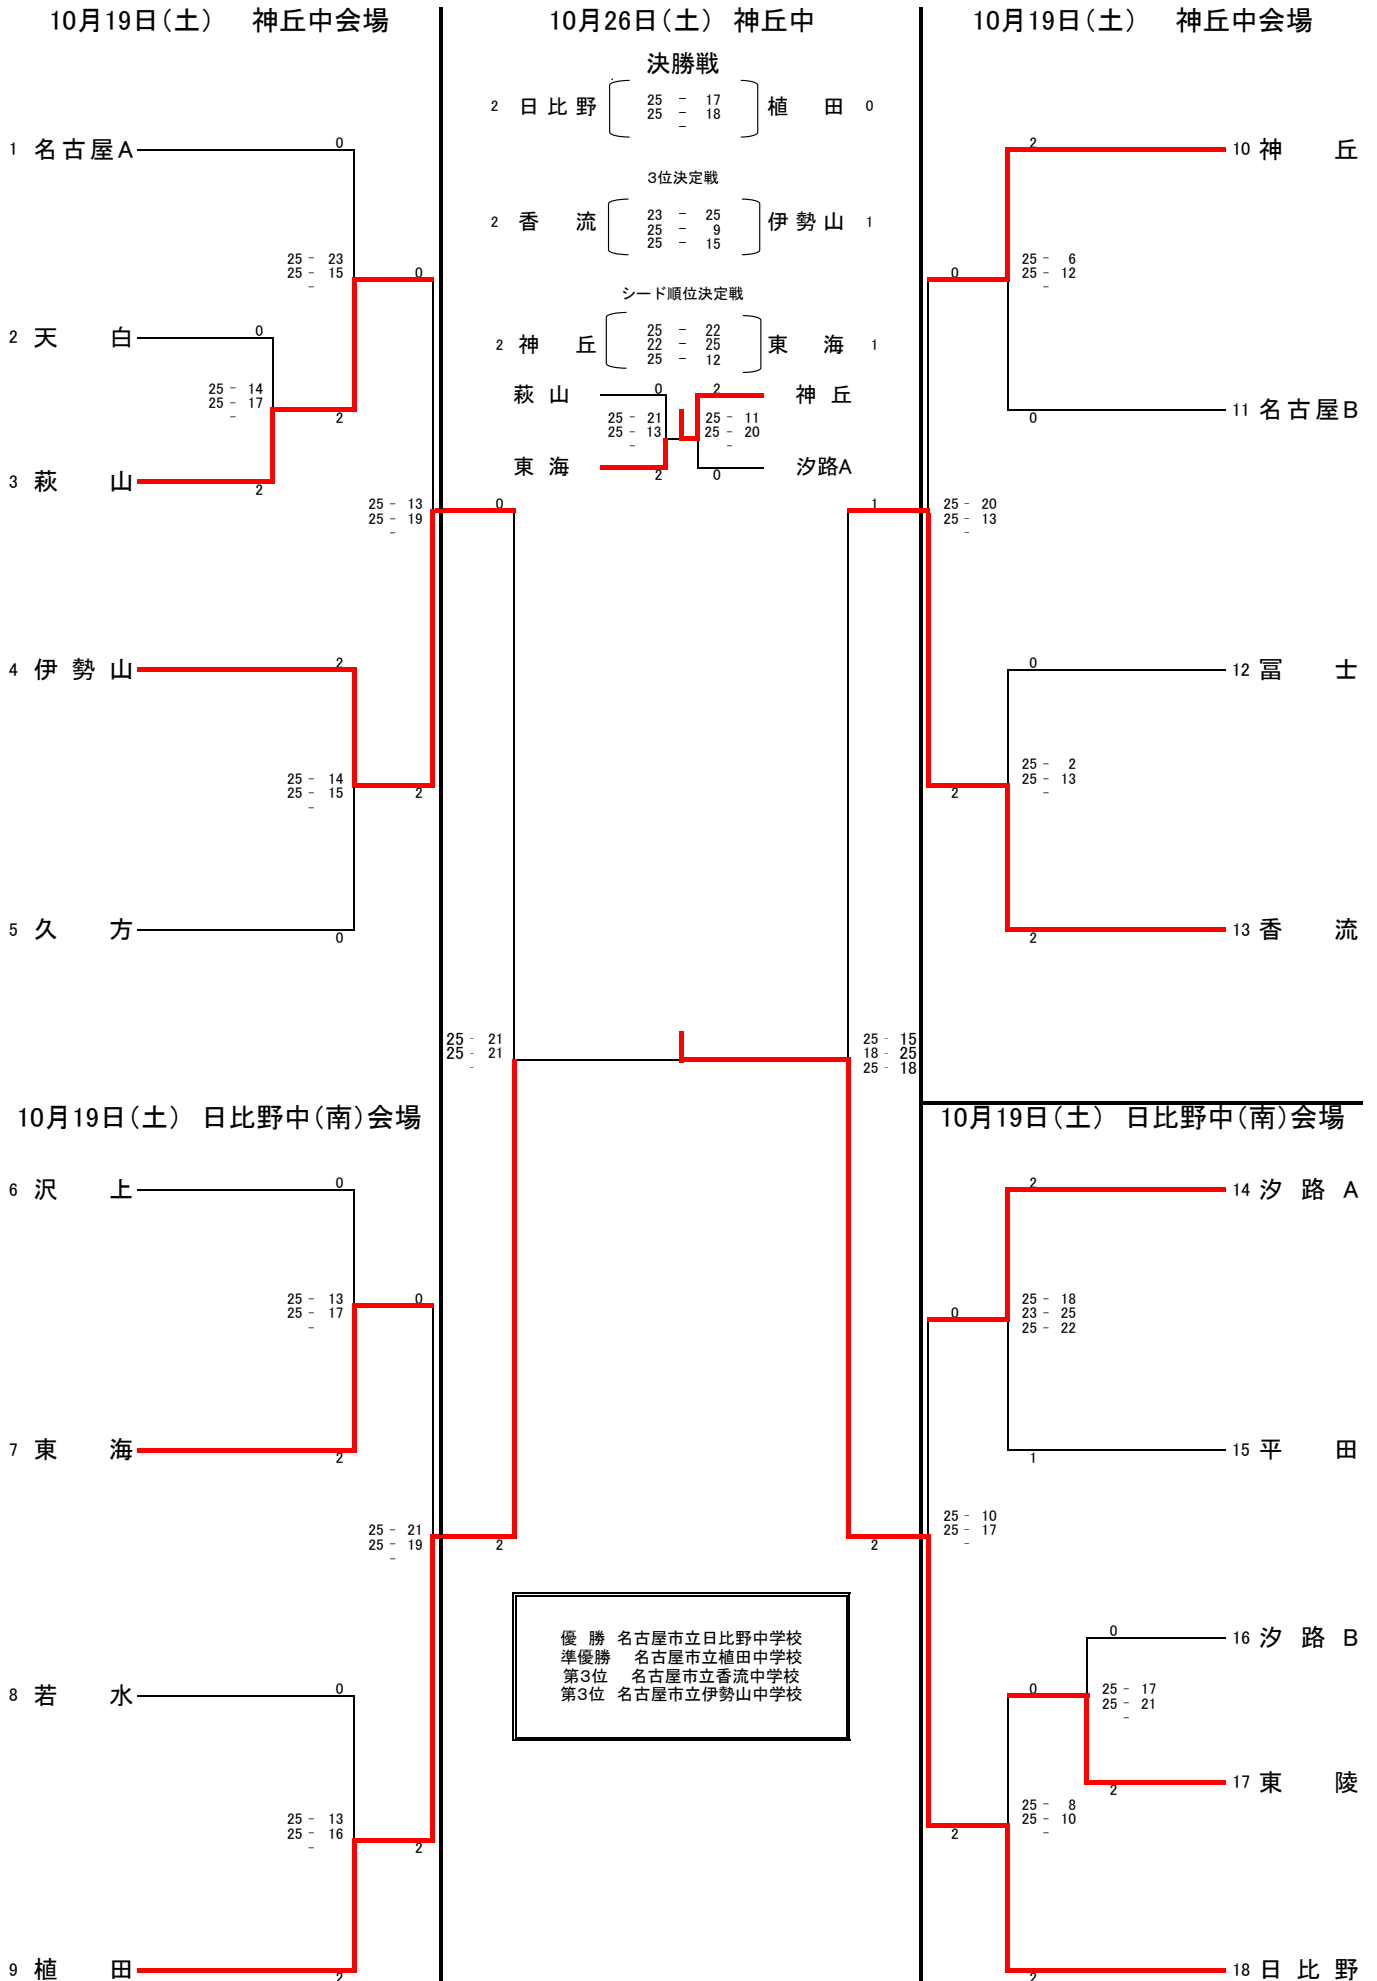 10月19日(土)　神丘中会場
1 名古屋A
0
25 - 23
25 - 15
-
0
2 天　白
0
25 - 14
25 - 17
-
2
3 萩　山
2
25 - 13
25 - 19
-
0
4 伊勢山
2
25 - 14
25 - 15
-
2
5 久　方
0
10月19日(土) 日比野中(南)会場
6 沢　上
0
25 - 13
25 - 17
-
0
7 東　海
2
25 - 21
25 - 19
-
2
8 若　水
0
25 - 13
25 - 16
-
2
9 植　田
2
10月26日(土) 神丘中
決勝戦
2 日比野 25 - 17 植　田 0
25 - 18
-
3位決定戦
23 - 25
2 香　流 25 - 9 伊勢山 1
25 - 15
シード順位決定戦
25 - 22
2 神　丘 22 - 25 東　海 1
25 - 12
萩山 0 2 神丘
25 - 21 25 - 11
25 - 13 25 - 20
- -
東海 2 0 汐路A
25 - 21
25 - 21
-
25 - 15
18 - 25
25 - 18
優 勝 名古屋市立日比野中学校
準優勝 名古屋市立植田中学校
第3位 名古屋市立香流中学校
第3位 名古屋市立伊勢山中学校
10月19日(土)　神丘中会場
2
10 神　丘
0
25 - 6
25 - 12
-
0
11 名古屋B
1
25 - 20
25 - 13
-
0
12 冨　士
25 - 2
25 - 13
-
2
2
13 香　流
10月19日(土) 日比野中(南)会場
2
14 汐路A
25 - 18
23 - 25
25 - 22
0
1
15 平　田
25 - 10
25 - 17
-
2
0
16 汐路B
0
25 - 17
25 - 21
-
2
17 東　陵
25 - 8
25 - 10
-
2
2
18 日比野